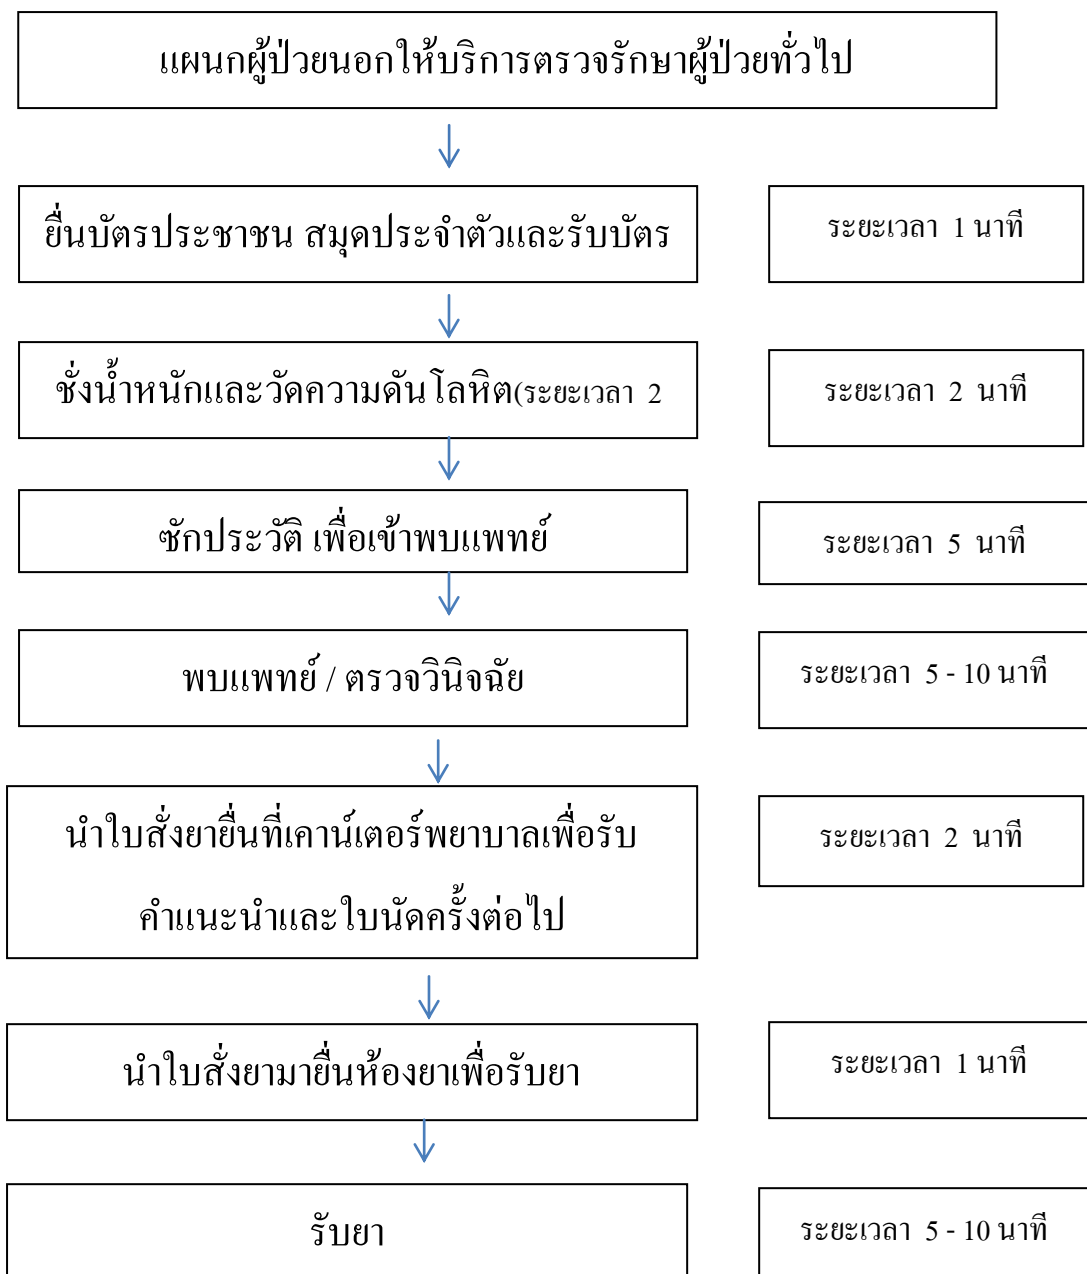 แผนกผู้ป่วยนอกให้บริการตรวจรักษาผู้ป่วยทั่วไป
ยื่นบัตรประชาชน สมุดประจำตัวและรับบัตร
ระยะเวลา 1 นาที
ชั่งน้ำหนักและวัดความดันโลหิต(ระยะเวลา 2
ระยะเวลา 2 นาที
ซักประวัติ เพื่อเข้าพบแพทย์
ระยะเวลา 5 นาที
พบแพทย์ / ตรวจวินิจฉัย
ระยะเวลา 5 - 10 นาที
นำใบสั่งยายื่นที่เคาน์เตอร์พยาบาลเพื่อรับ
คำแนะนำและใบนัดครั้งต่อไป
ระยะเวลา 2 นาที
นำใบสั่งยามายื่นห้องยาเพื่อรับยา
ระยะเวลา 1 นาที
รับยา
ระยะเวลา 5 - 10 นาที